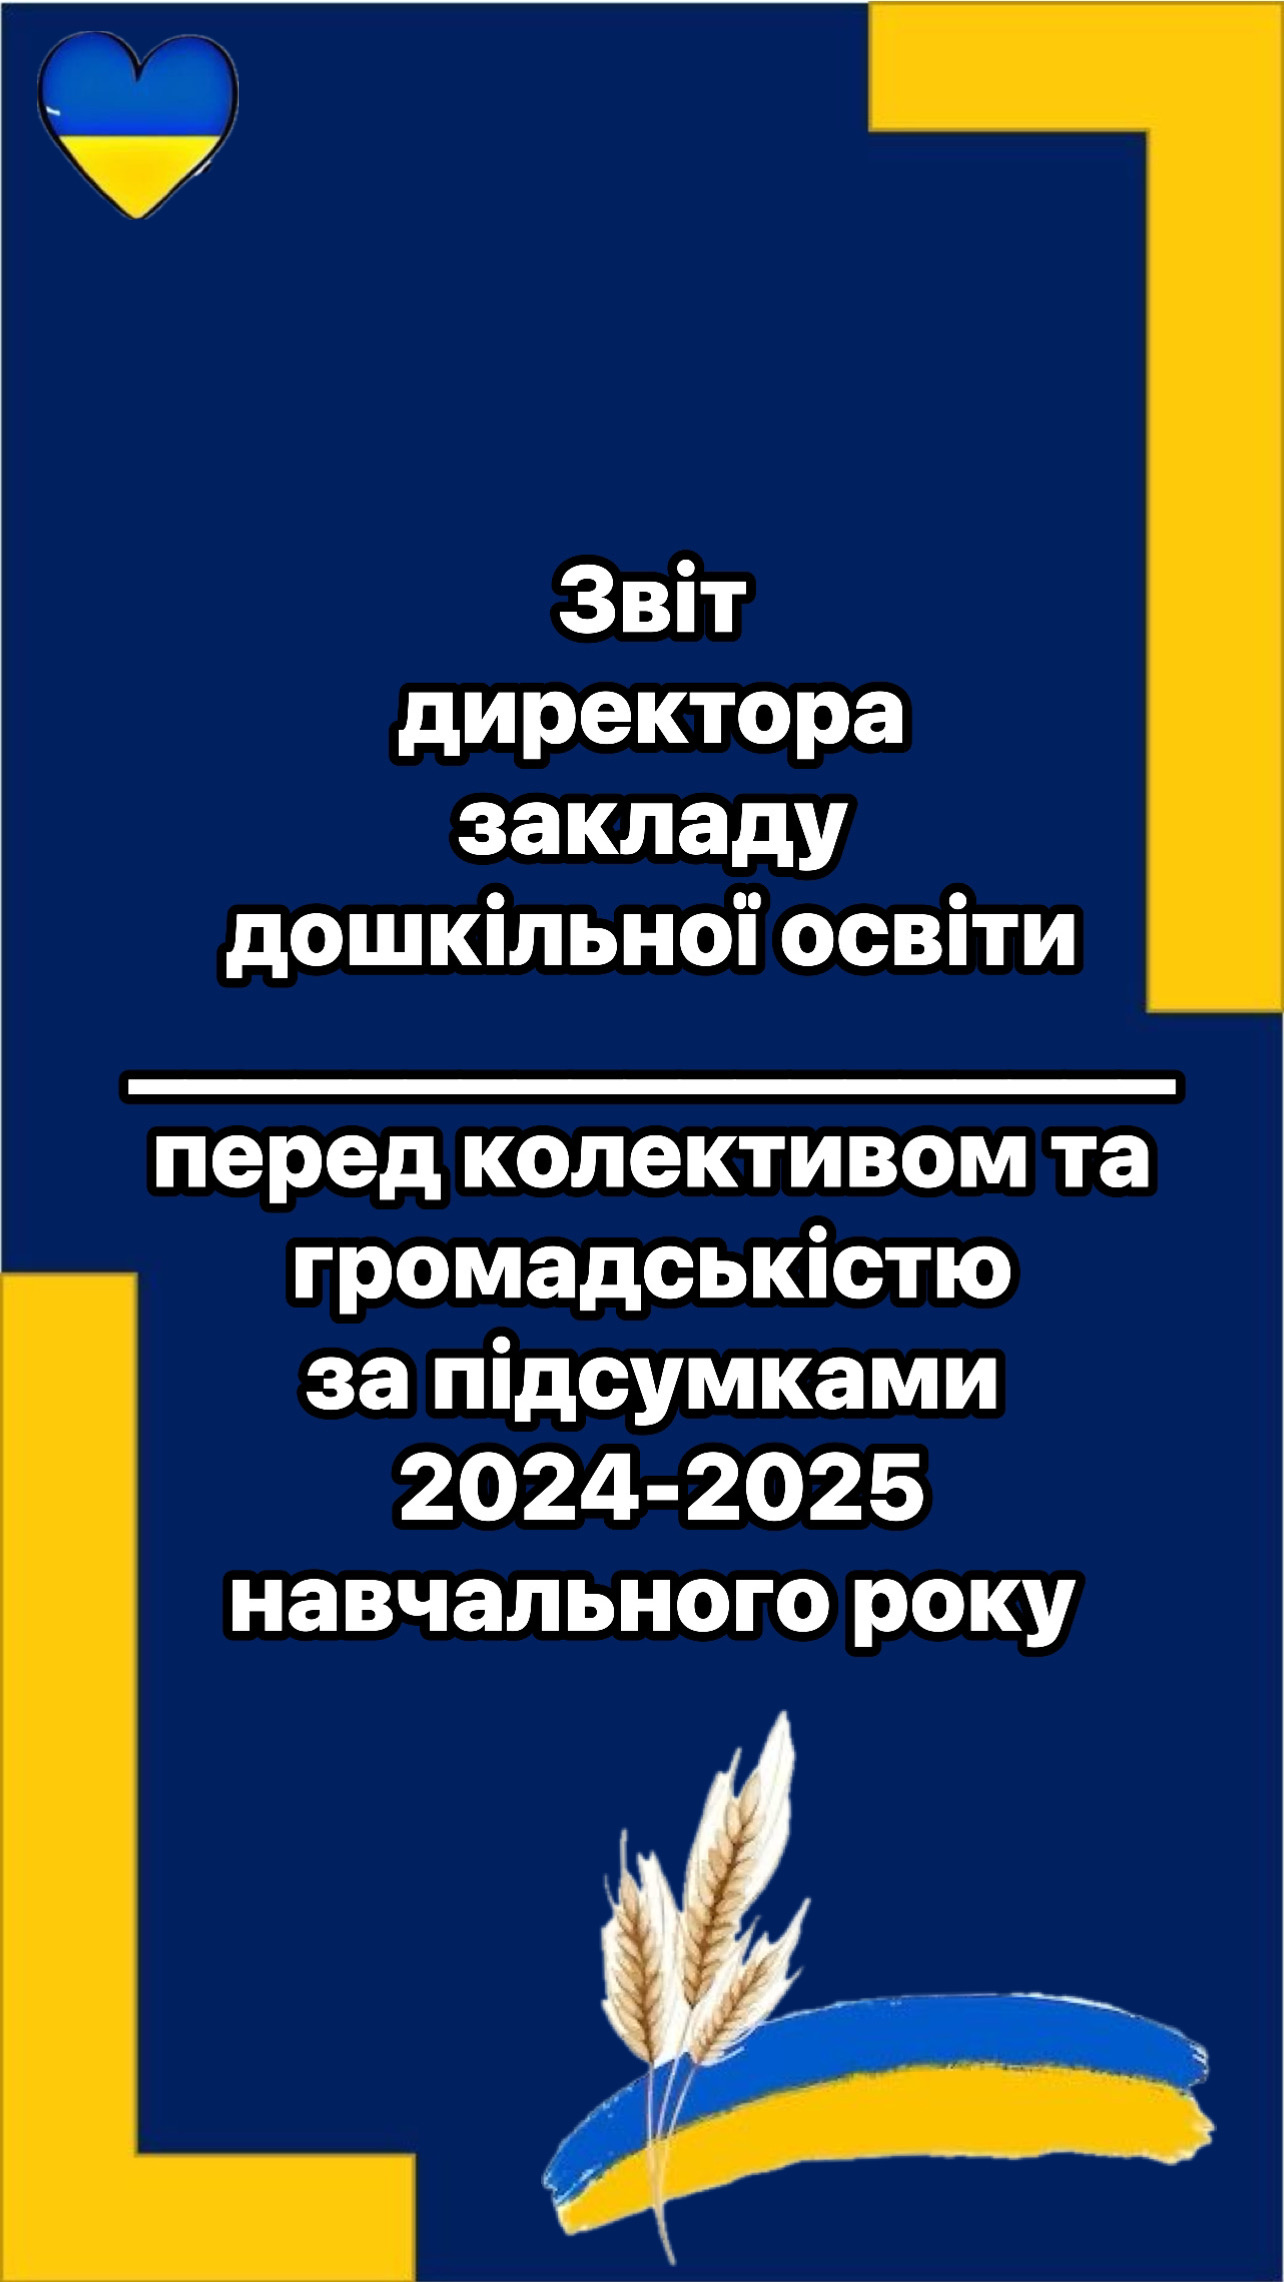 Звіт
директора
закладу
дошкільної освіти
перед колективом та
громадськістю
за підсумками
2024-2025
навчального року